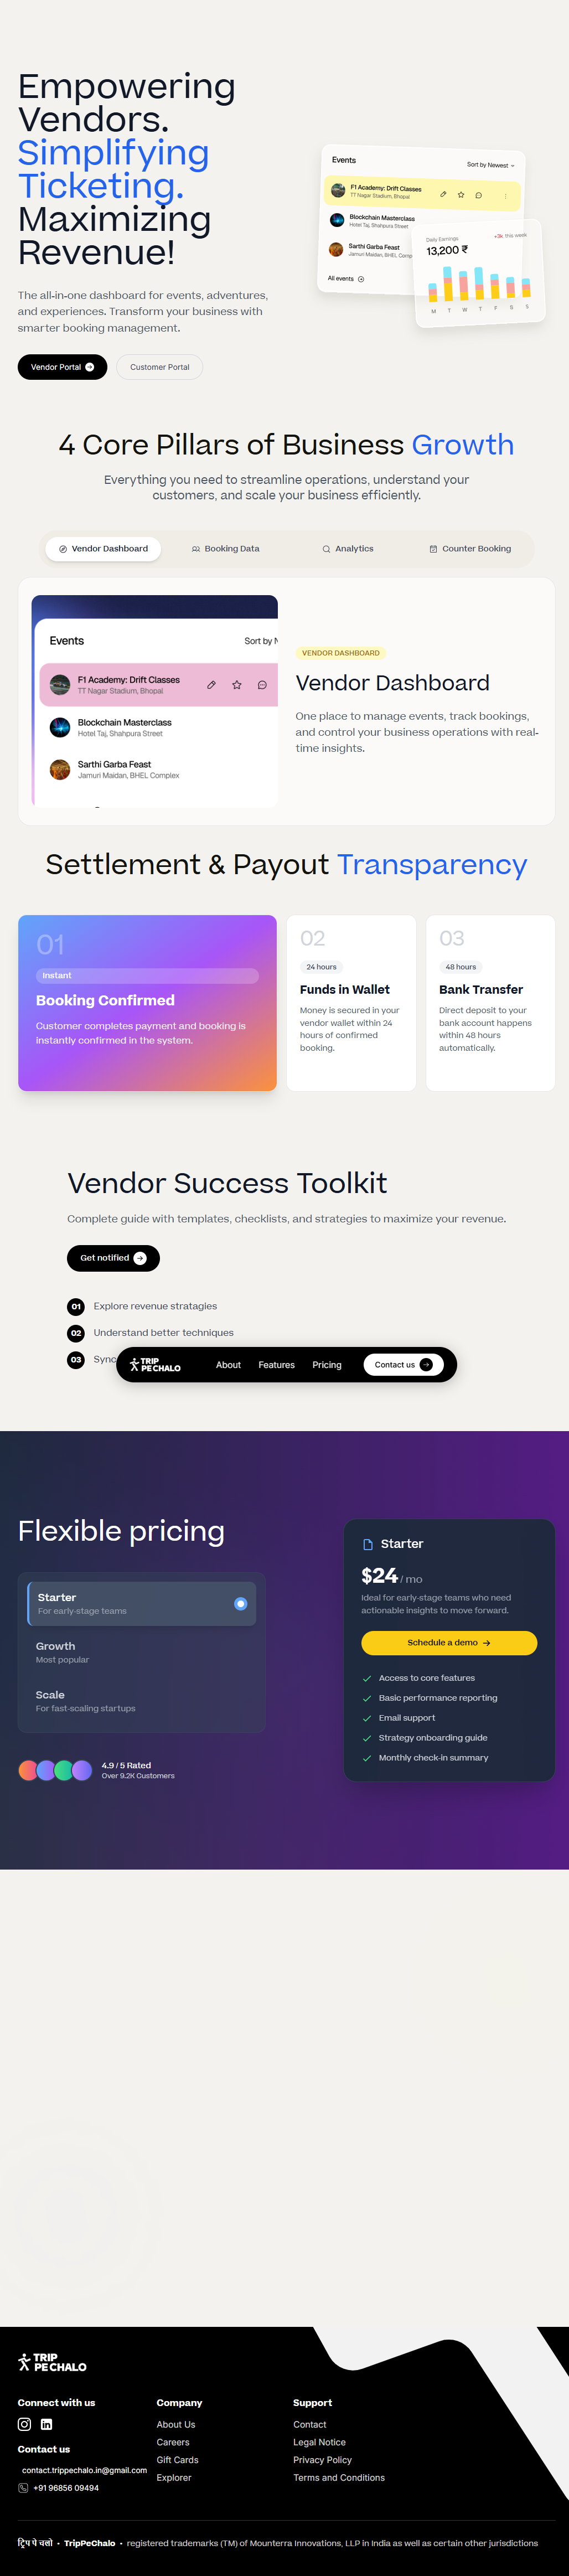 Empowering
Vendors.
Simplifying
Ticketing.
Maximizing
Revenue!
The all-in-one dashboard for events, adventures,
and experiences. Transform your business with
smarter booking management.
Vendor Portal
Customer Portal
Events
Sort by Newest
F1 Academy: Drift Classes
TT Nagar Stadium, Bhopal
Blockchain Masterclass
Hotel Taj, Shahpura Street
Sarthi Garba Feast
Jamuri Maidan, BHEL Comp
All events
Daily Earnings
+3k this week
13,200 ₹
M T W T F S S
4 Core Pillars of Business Growth
Everything you need to streamline operations, understand your
customers, and scale your business efficiently.
Vendor Dashboard
Booking Data
Analytics
Counter Booking
Events
Sort by N
F1 Academy: Drift Classes
TT Nagar Stadium, Bhopal
Blockchain Masterclass
Hotel Taj, Shahpura Street
Sarthi Garba Feast
Jamuri Maidan, BHEL Complex
VENDOR DASHBOARD
Vendor Dashboard
One place to manage events, track bookings,
and control your business operations with real-
time insights.
Settlement & Payout Transparency
01
Instant
Booking Confirmed
Customer completes payment and booking is
instantly confirmed in the system.
02
24 hours
Funds in Wallet
Money is secured in your
vendor wallet within 24
hours of confirmed
booking.
03
48 hours
Bank Transfer
Direct deposit to your
bank account happens
within 48 hours
automatically.
Vendor Success Toolkit
Complete guide with templates, checklists, and strategies to maximize your revenue.
Get notified
01 Explore revenue stratagies
02 Understand better techniques
03 Sync
TRIP
PECHALO
About
Features
Pricing
Contact us
Flexible pricing
Starter
For early-stage teams
Growth
Most popular
Scale
For fast-scaling startups
4.9 / 5 Rated
Over 9.2K Customers
Starter
$24 / mo
Ideal for early-stage teams who need
actionable insights to move forward.
Schedule a demo
Access to core features
Basic performance reporting
Email support
Strategy onboarding guide
Monthly check-in summary
TRIP
PECHALO
Connect with us
Contact us
contact.trippechalo.in@gmail.com
+91 96856 09494
Company
About Us
Careers
Gift Cards
Explorer
Support
Contact
Legal Notice
Privacy Policy
Terms and Conditions
ट्रिप पे चलो • TripPeChalo • registered trademarks (TM) of Mounterra Innovations, LLP in India as well as certain other jurisdictions